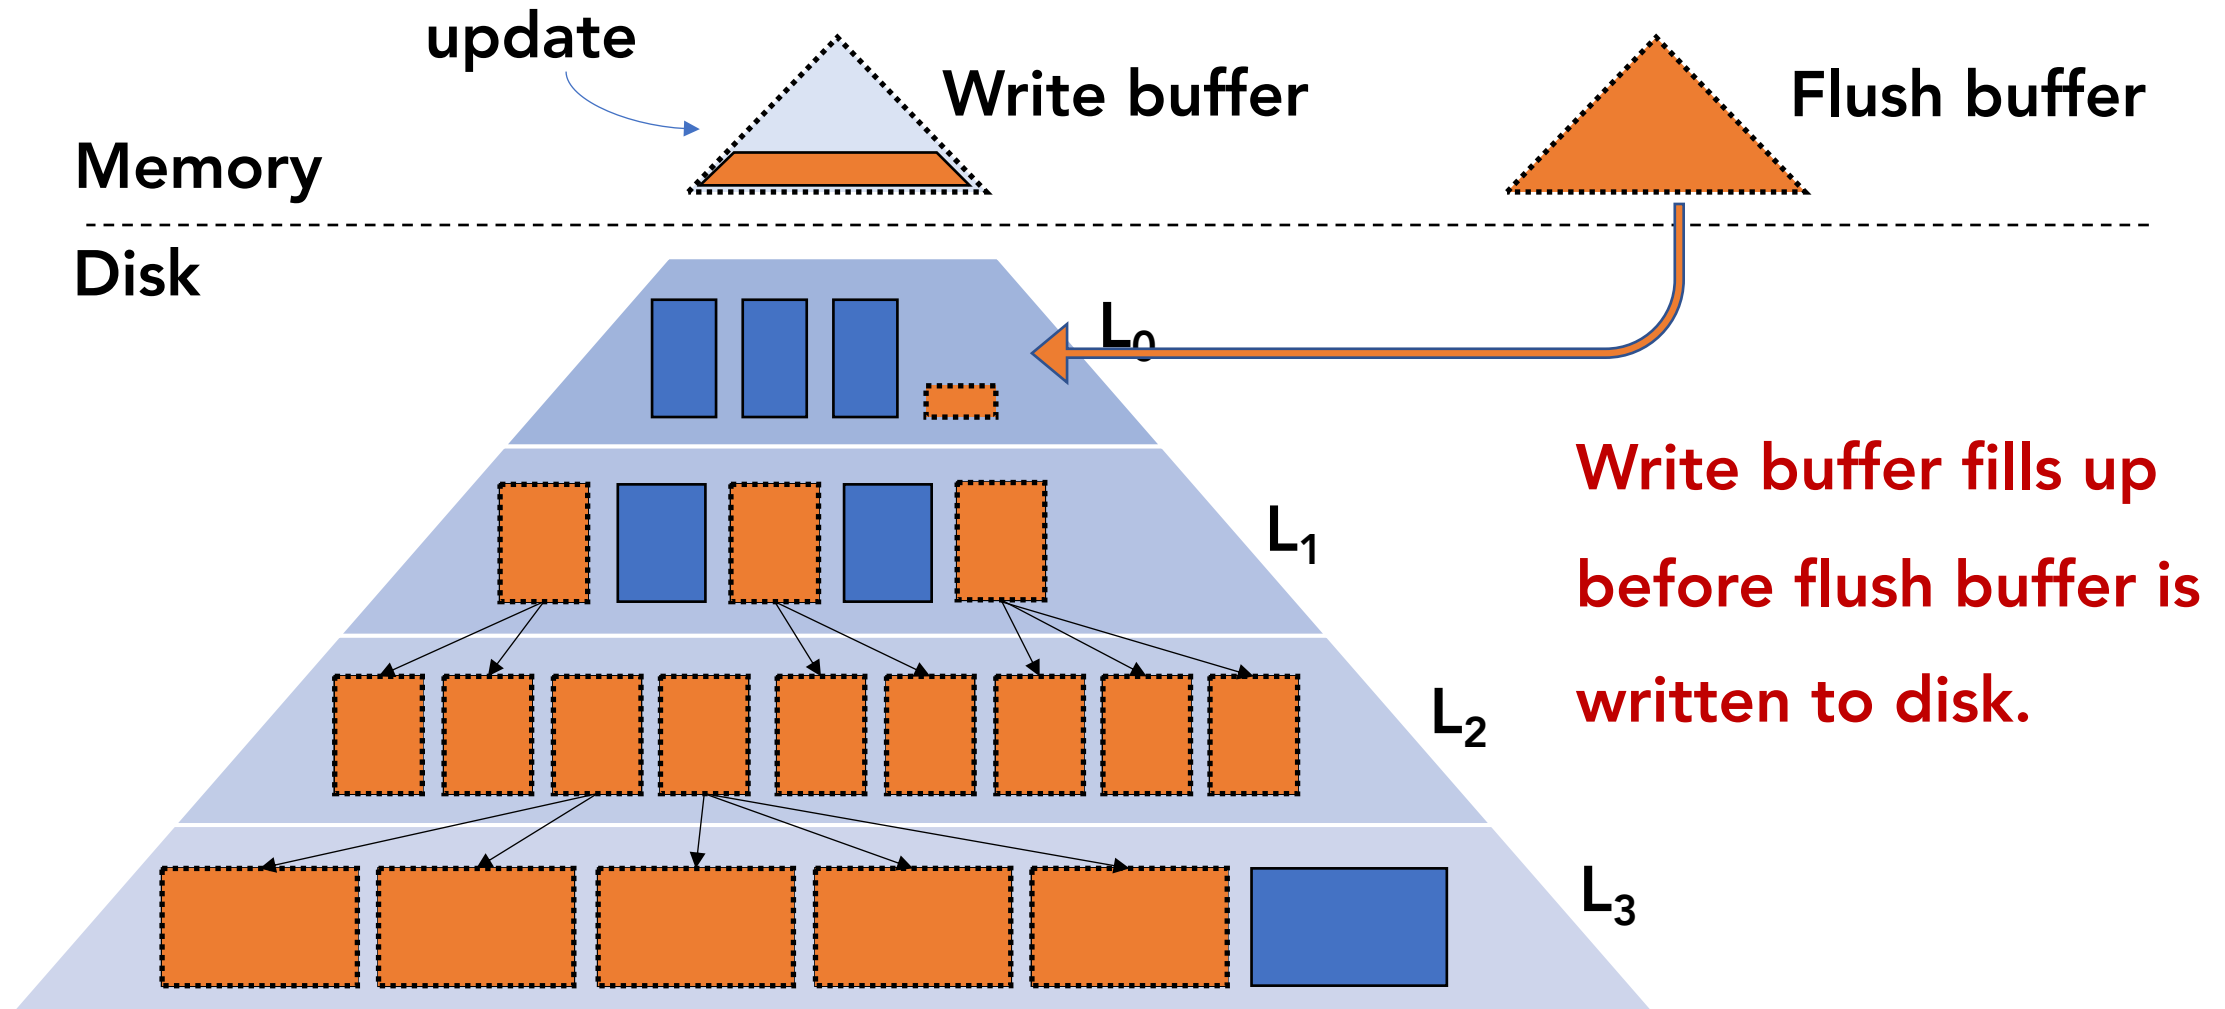 update
Write buffer
Flush buffer
Memory
Disk
L₀
L₁
L₂
L₃
Write buffer fills up
before flush buffer is
written to disk.